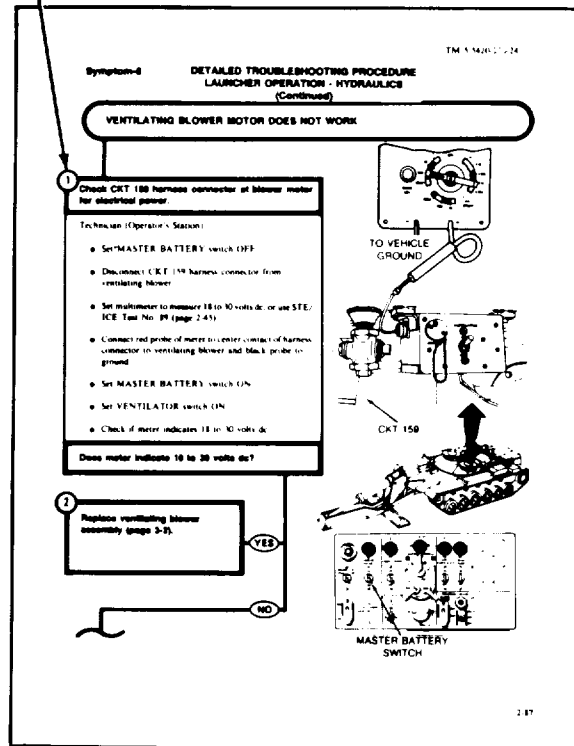 TM 5-5420-
Symptom-6
DETAILED TROUBLESHOOTING PROCEDURE
LAUNCHER OPERATION - HYDRAULICS
(Continued)
VENTILATING BLOWER MOTOR DOES NOT WORK
1
Check CKT 159 harness connector at blower motor
for electrical power.
Technician (Operator's Station)
Set MASTER BATTERY switch OFF
Disconnect CKT 159 harness connector from
ventilating blower
Set multimeter to measure 18 to 30 volts dc, or use STE/
ICE Test No. 89 (page 2-45)
Connect red probe of meter to center contact of harness
connector to ventilating blower and black probe to
ground
Set MASTER BATTERY switch ON
Set VENTILATOR switch ON
Check if meter indicates 18 to 30 volts dc
Does meter indicate 18 to 30 volts dc?
2
Replace ventilating blower
assembly (page 3-2).
YES
NO
TO VEHICLE
GROUND
CKT 159
MASTER BATTERY
SWITCH
2-87